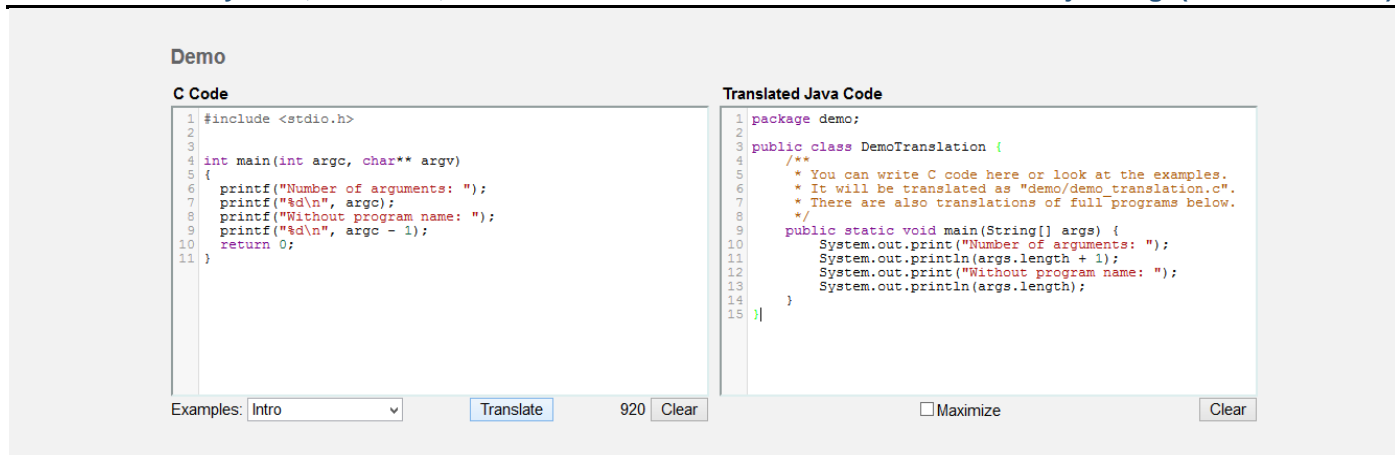 Demo
C Code
1 #include <stdio.h>
2
3
4 int main(int argc, char** argv)
5 {
6   printf("Number of arguments: ");
7   printf("%d\n", argc);
8   printf("Without program name: ");
9   printf("%d\n", argc - 1);
10   return 0;
11 }
Examples: Intro Translate 920 Clear
Translated Java Code
1 package demo;
2
3 public class DemoTranslation {
4     /**
5      * You can write C code here or look at the examples.
6      * It will be translated as "demo/demo_translation.c".
7      * There are also translations of full programs below.
8      */
9     public static void main(String[] args) {
10         System.out.print("Number of arguments: ");
11         System.out.println(args.length + 1);
12         System.out.print("Without program name: ");
13         System.out.println(args.length);
14     }
15 }
Maximize Clear